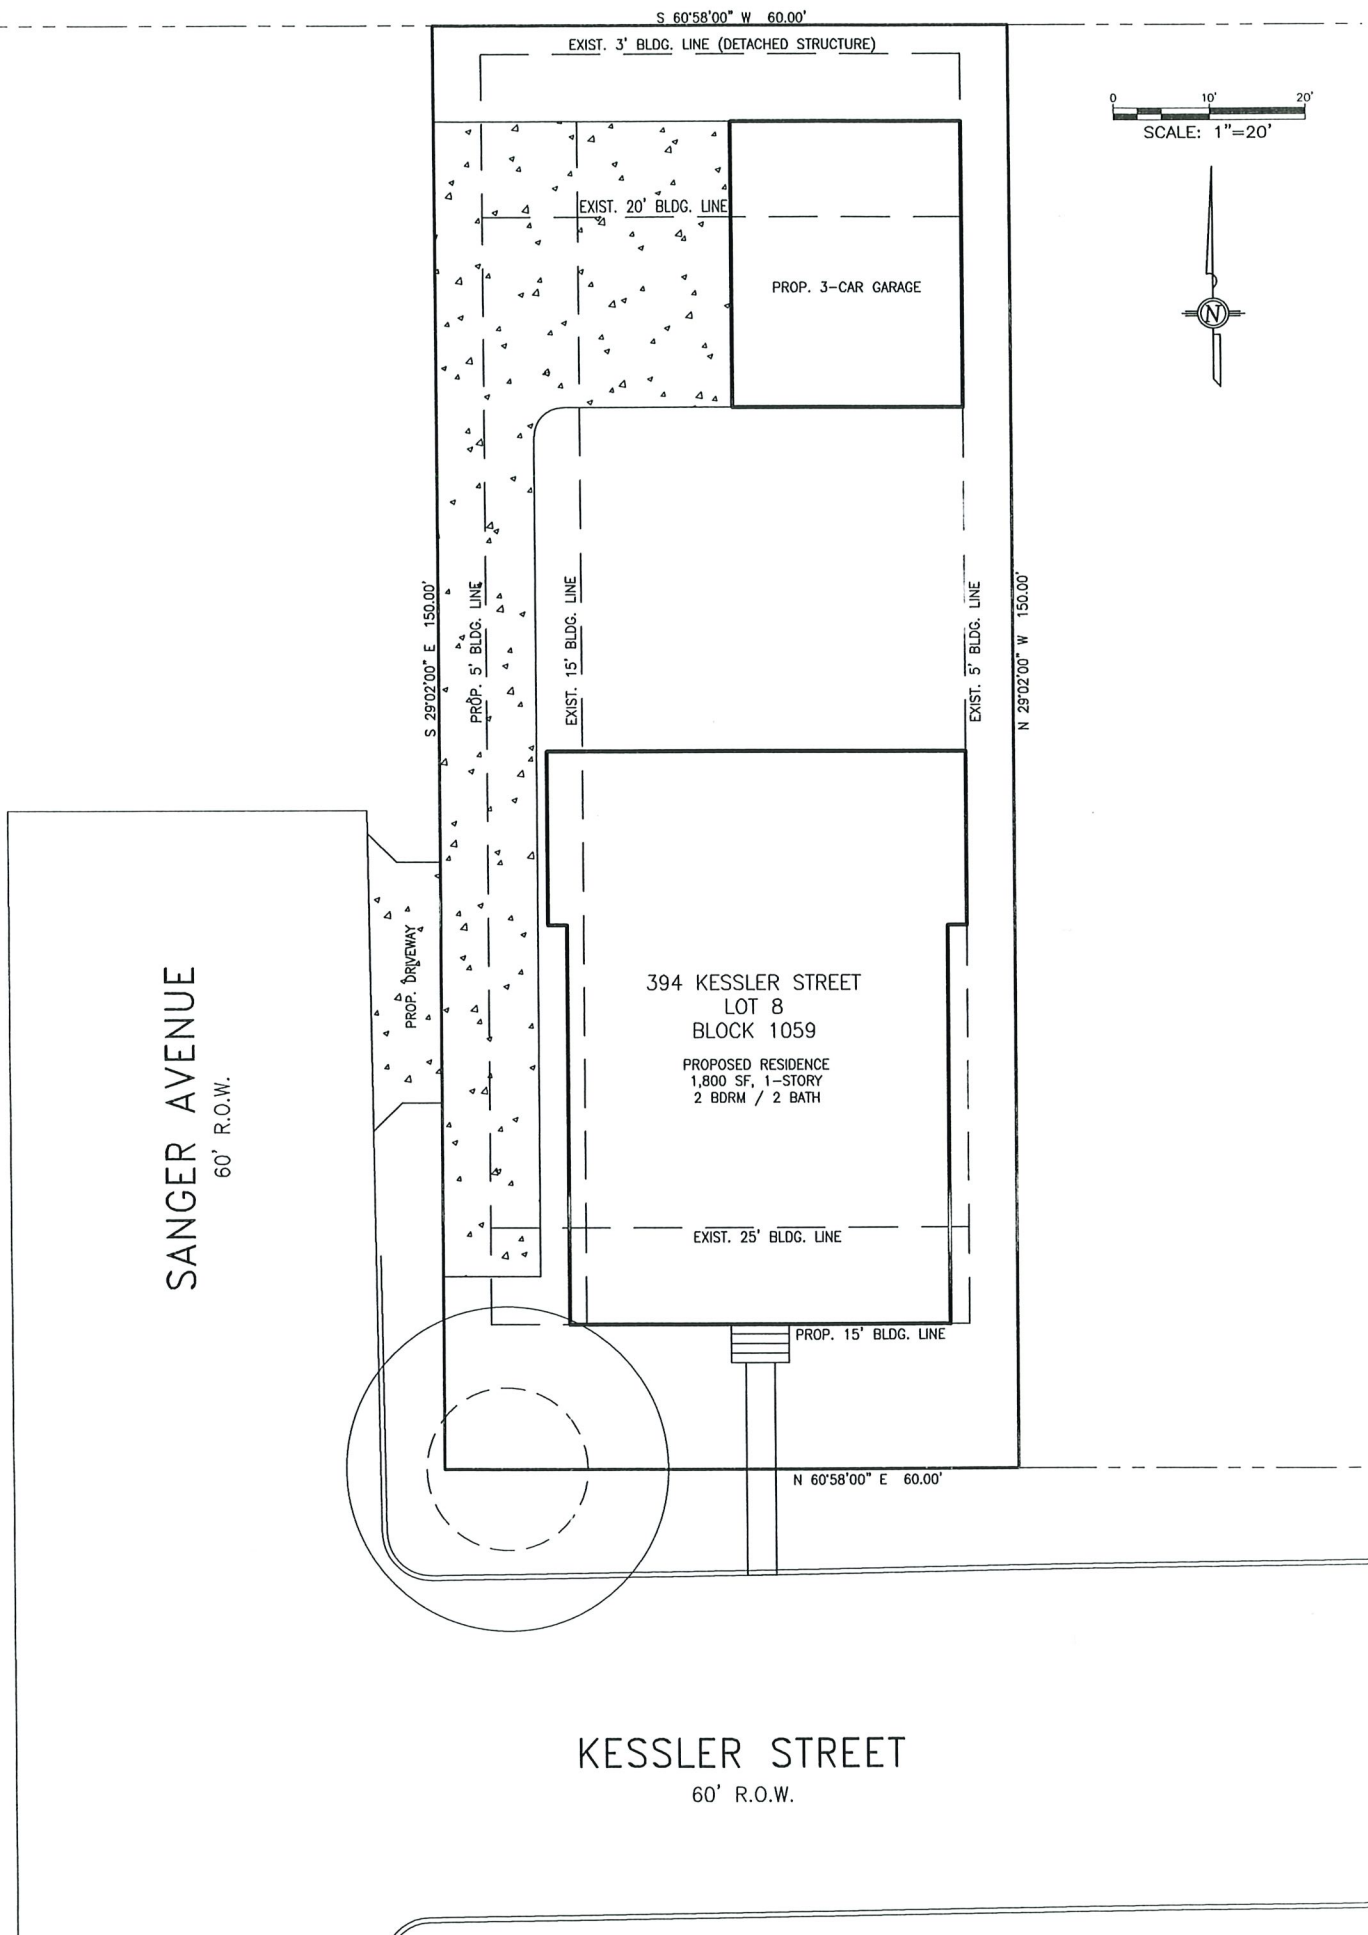 S 60°58'00" W 60.00'
EXIST. 3' BLDG. LINE (DETACHED STRUCTURE)
0 10' 20'
SCALE: 1"=20'
EXIST. 20' BLDG. LINE
PROP. 3-CAR GARAGE
N
S 29°02'00" E 150.00'
PROP. 5' BLDG. LINE
EXIST. 15' BLDG. LINE
EXIST. 5' BLDG. LINE
N 29°02'00" W 150.00'
PROP. DRIVEWAY
394 KESSLER STREET
LOT 8
BLOCK 1059
PROPOSED RESIDENCE
1,800 SF, 1-STORY
2 BDRM / 2 BATH
SANGER AVENUE
60' R.O.W.
EXIST. 25' BLDG. LINE
PROP. 15' BLDG. LINE
N 60°58'00" E 60.00'
KESSLER STREET
60' R.O.W.